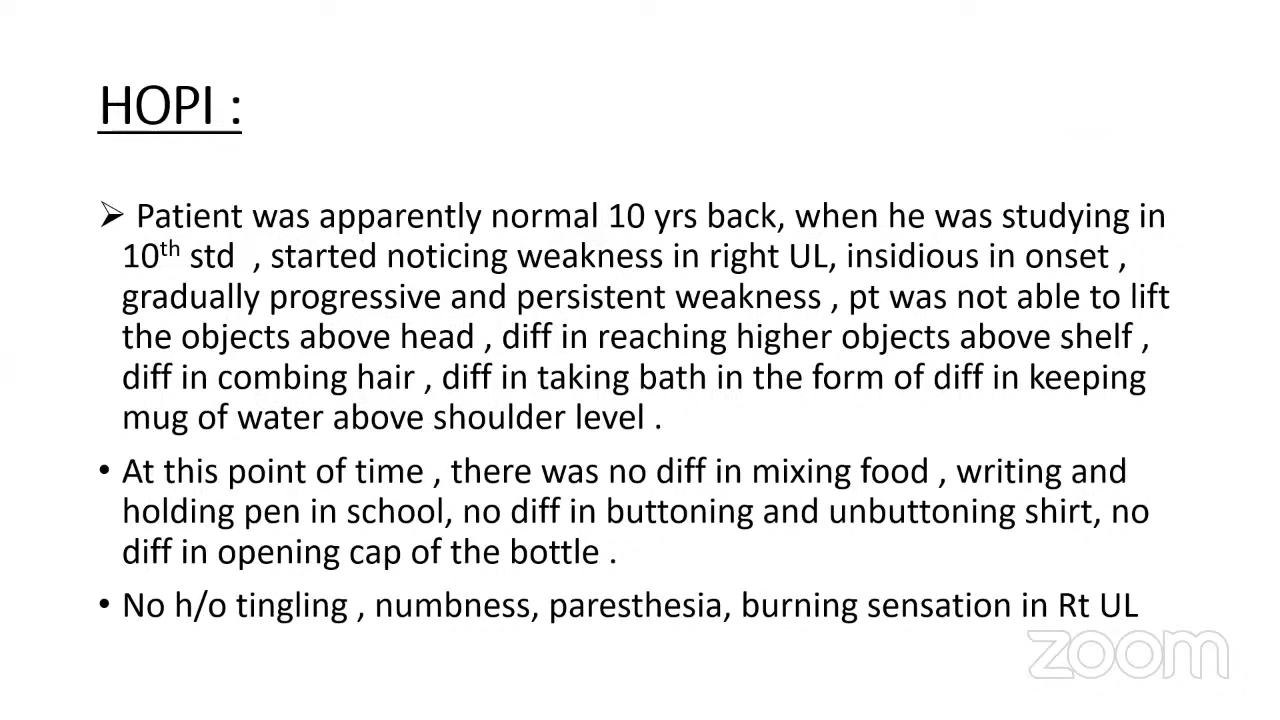 HOPI :
➢ Patient was apparently normal 10 yrs back, when he was studying in
10th std , started noticing weakness in right UL, insidious in onset ,
gradually progressive and persistent weakness , pt was not able to lift
the objects above head , diff in reaching higher objects above shelf ,
diff in combing hair , diff in taking bath in the form of diff in keeping
mug of water above shoulder level .
• At this point of time , there was no diff in mixing food , writing and
holding pen in school, no diff in buttoning and unbuttoning shirt, no
diff in opening cap of the bottle .
• No h/o tingling , numbness, paresthesia, burning sensation in Rt UL
zoom